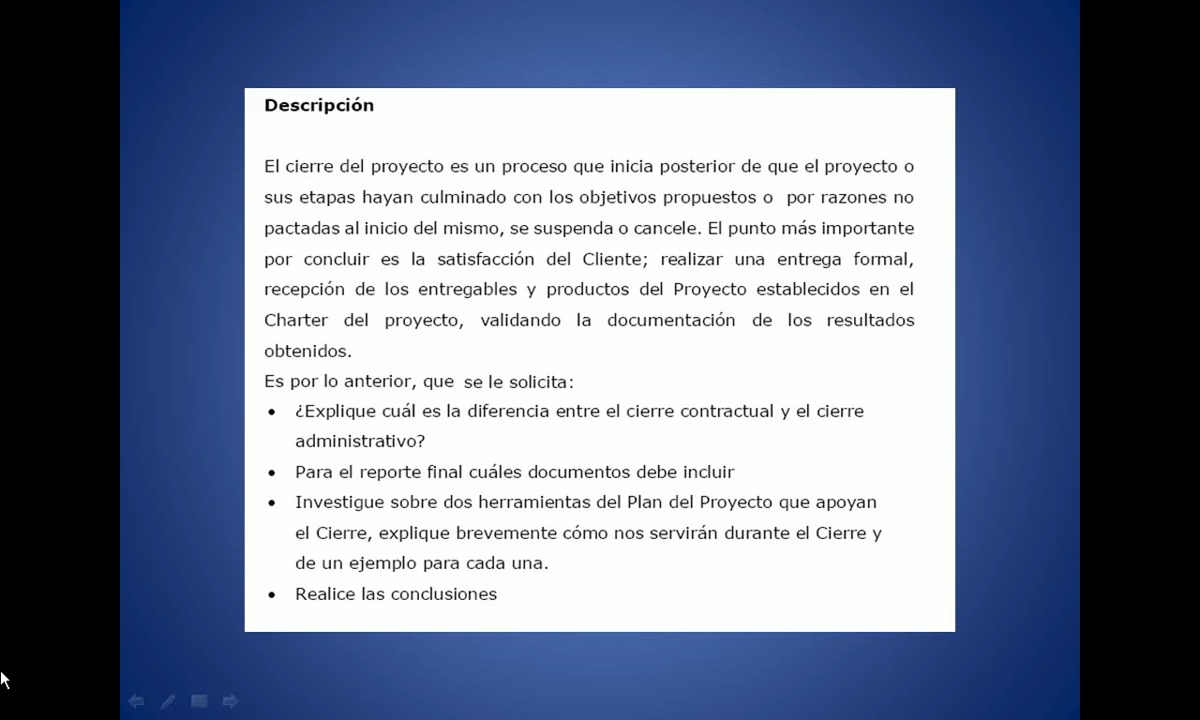 Descripción
El cierre del proyecto es un proceso que inicia posterior de que el proyecto o
sus etapas hayan culminado con los objetivos propuestos o por razones no
pactadas al inicio del mismo, se suspenda o cancele. El punto más importante
por concluir es la satisfacción del Cliente; realizar una entrega formal,
recepción de los entregables y productos del Proyecto establecidos en el
Charter del proyecto, validando la documentación de los resultados
obtenidos.
Es por lo anterior, que se le solicita:
• ¿Explique cuál es la diferencia entre el cierre contractual y el cierre
administrativo?
• Para el reporte final cuáles documentos debe incluir
• Investigue sobre dos herramientas del Plan del Proyecto que apoyan
el Cierre, explique brevemente cómo nos servirán durante el Cierre y
de un ejemplo para cada una.
• Realice las conclusiones